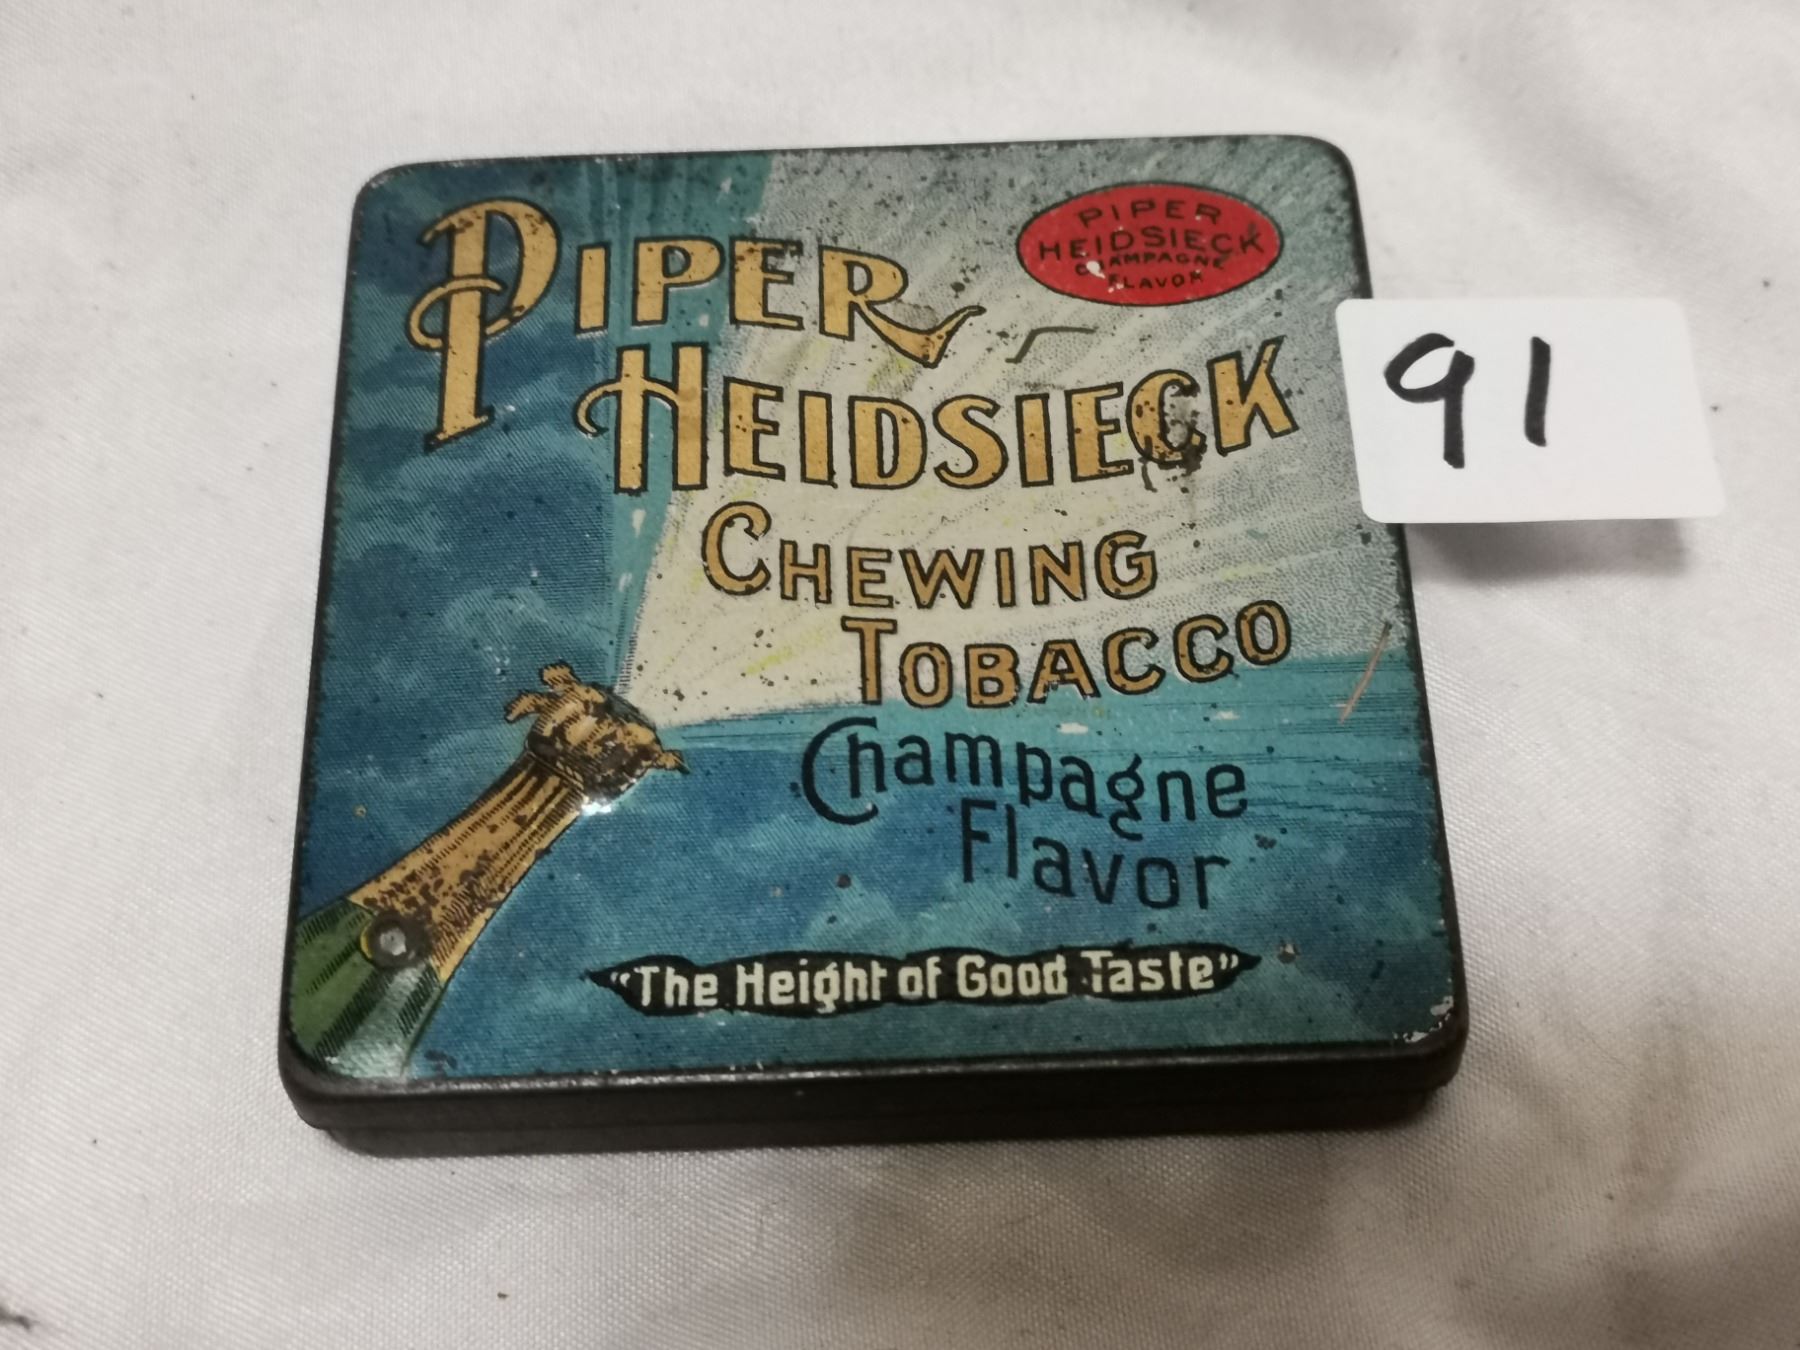 PIPER
HEIDSIECK
CHAMPAGNE
FLAVOR
PIPER
HEIDSIECK
CHEWING
TOBACCO
Champagne
Flavor
"The Height of Good Taste"
91